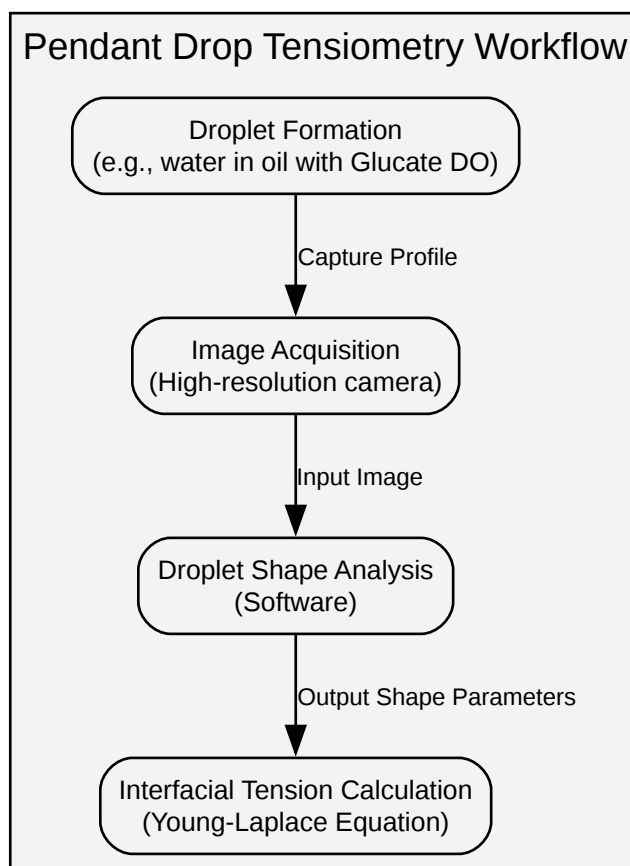 Pendant Drop Tensiometry Workflow
Droplet Formation
(e.g., water in oil with Glucate DO)
Capture Profile
Image Acquisition
(High-resolution camera)
Input Image
Droplet Shape Analysis
(Software)
Output Shape Parameters
Interfacial Tension Calculation
(Young-Laplace Equation)